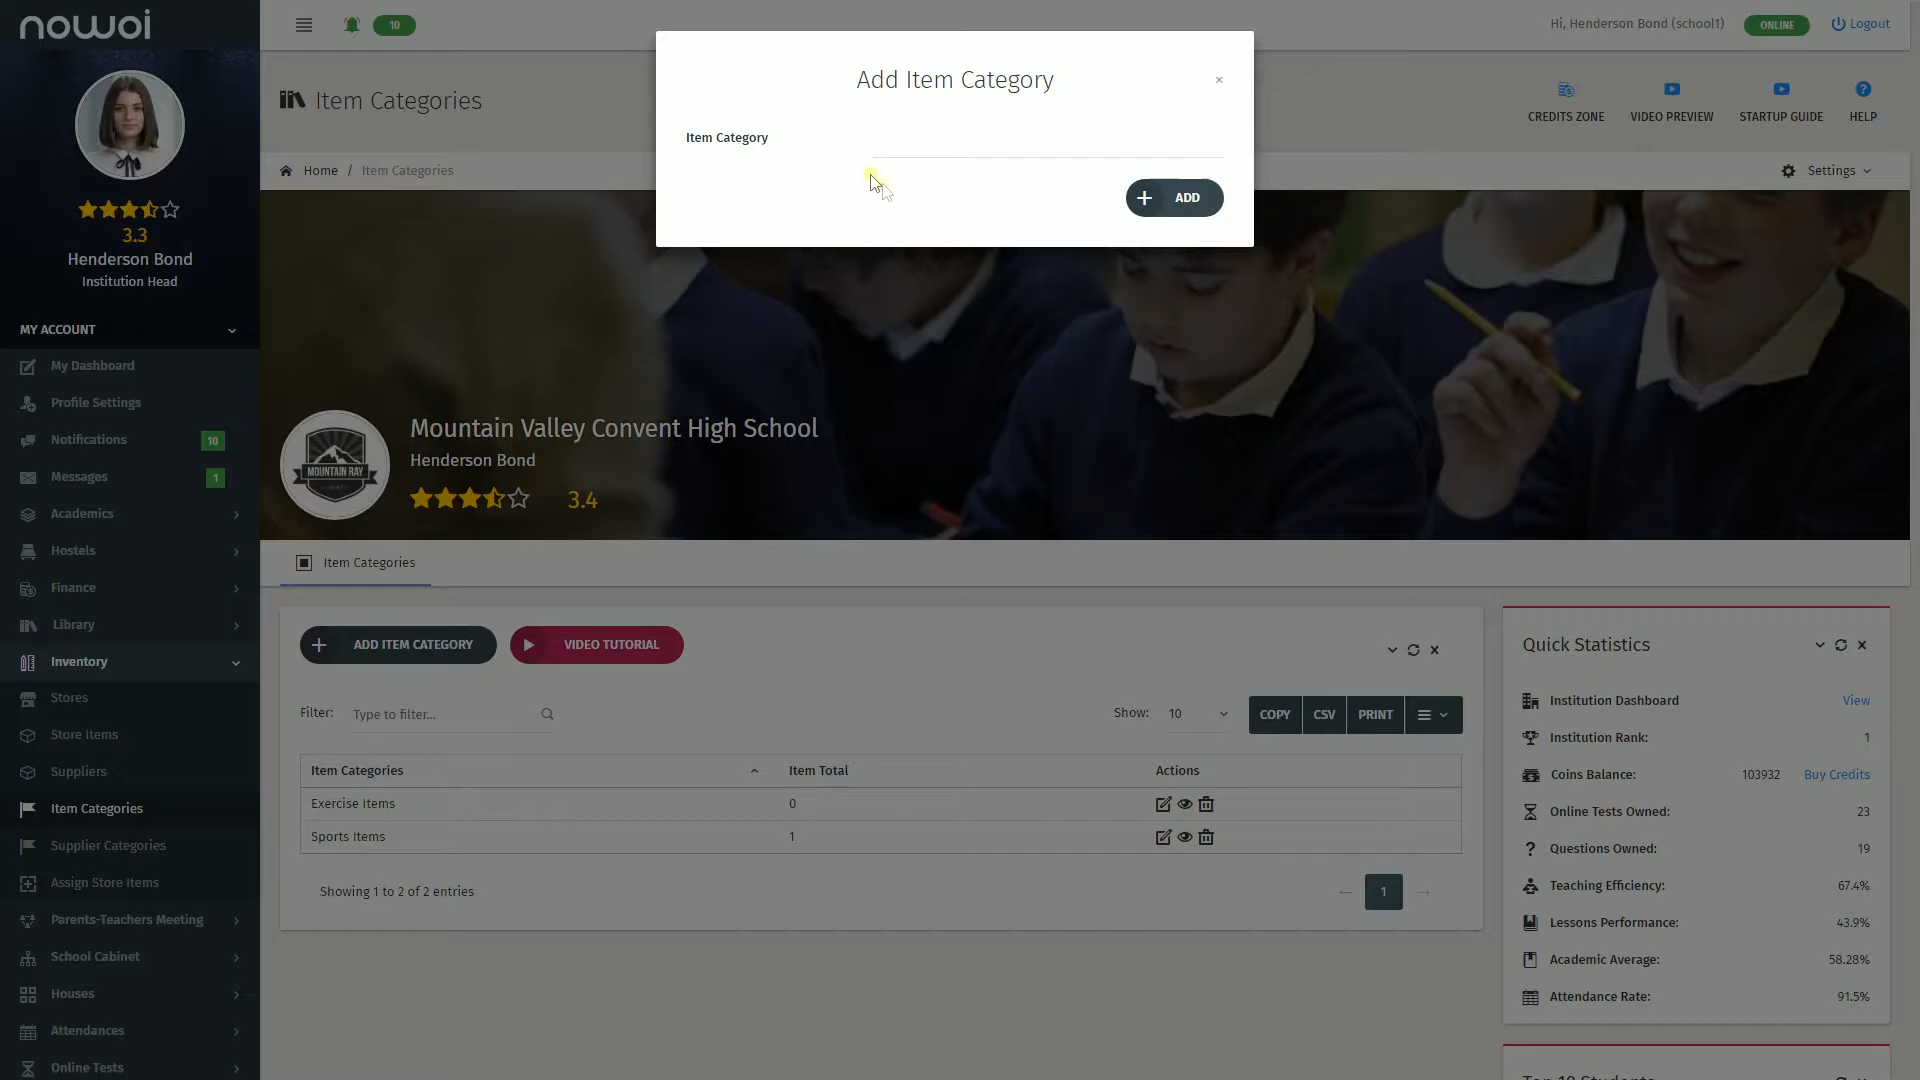 nowoi
10
Hi, Henderson Bond (school1)
ONLINE
Logout
Add Item Category
×
Item Category
ADD
Item Categories
CREDITS ZONE
VIDEO PREVIEW
STARTUP GUIDE
HELP
Home / Item Categories
Settings
3.3
Henderson Bond
Institution Head
MY ACCOUNT
My Dashboard
Profile Settings
Notifications 10
Messages 1
Academics
Hostels
Finance
Library
Inventory
Stores
Store Items
Suppliers
Item Categories
Supplier Categories
Assign Store Items
Parents-Teachers Meeting
School Cabinet
Houses
Attendances
Online Tests
MOUNTAIN RAY
Mountain Valley Convent High School
Henderson Bond
3.4
Item Categories
ADD ITEM CATEGORY
VIDEO TUTORIAL
Filter: Type to filter...
Show: 10
COPY CSV PRINT
Item Categories Item Total Actions
Exercise Items 0
Sports Items 1
Showing 1 to 2 of 2 entries
← 1 →
Quick Statistics
Institution Dashboard View
Institution Rank: 1
Coins Balance: 103932 Buy Credits
Online Tests Owned: 23
Questions Owned: 19
Teaching Efficiency: 67.4%
Lessons Performance: 43.9%
Academic Average: 58.28%
Attendance Rate: 91.5%
Top 10 Students